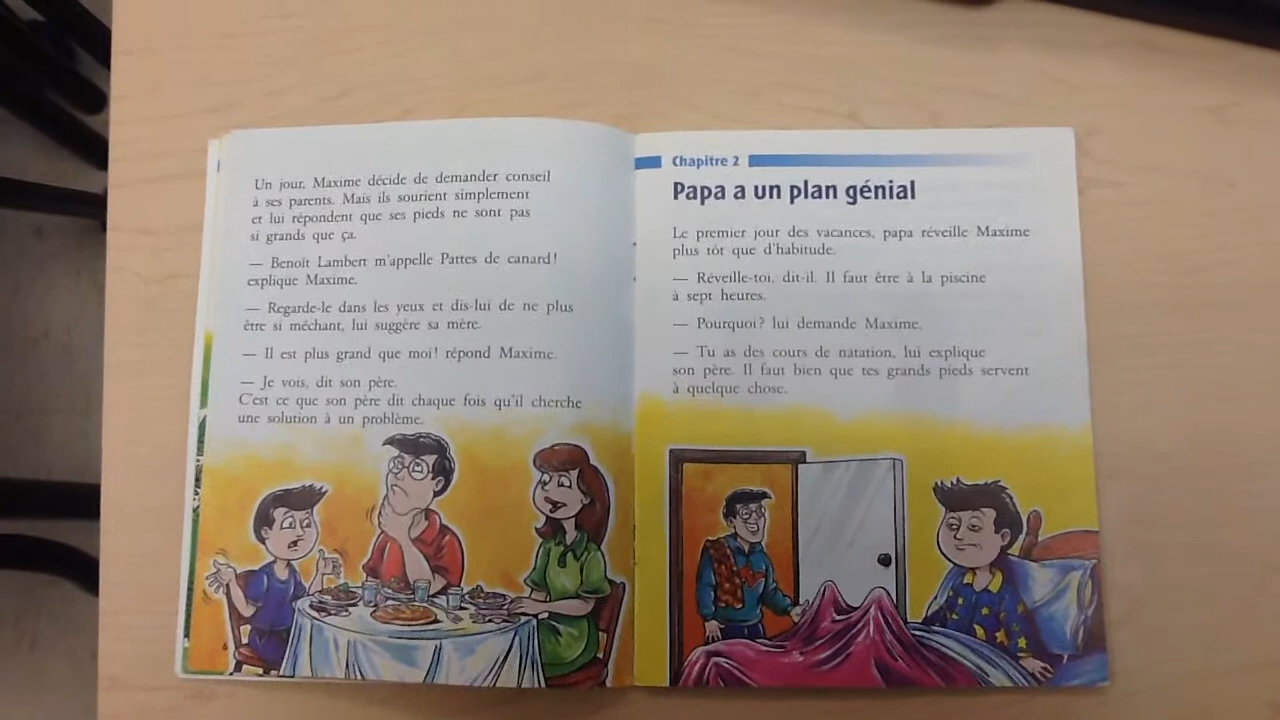 Un jour, Maxime décide de demander conseil
à ses parents. Mais ils sourient simplement
et lui répondent que ses pieds ne sont pas
si grands que ça.
— Benoît Lambert m'appelle Pattes de canard!
explique Maxime.
— Regarde-le dans les yeux et dis-lui de ne plus
être si méchant, lui suggère sa mère.
— Il est plus grand que moi! répond Maxime.
— Je vois, dit son père.
C'est ce que son père dit chaque fois qu'il cherche
une solution à un problème.
6
Chapitre 2
Papa a un plan génial
Le premier jour des vacances, papa réveille Maxime
plus tôt que d'habitude.
— Réveille-toi, dit-il. Il faut être à la piscine
à sept heures.
— Pourquoi? lui demande Maxime.
— Tu as des cours de natation, lui explique
son père. Il faut bien que tes grands pieds servent
à quelque chose.